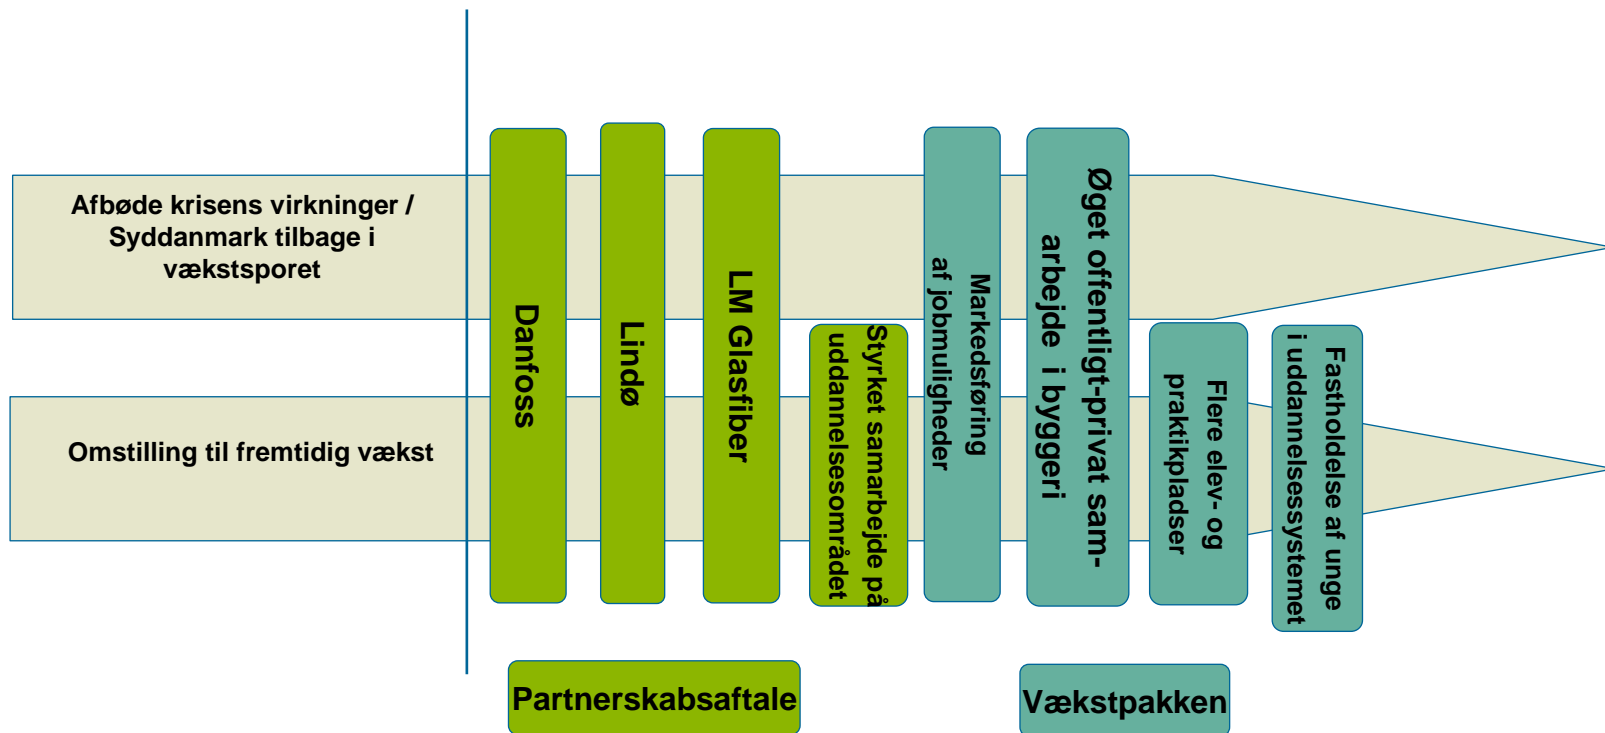 Afbøde krisens virkninger /
Syddanmark tilbage i
vækstsporet
Omstilling til fremtidig vækst
Danfoss
Lindø
LM Glasfiber
Styrket samarbejde på
uddannelsesområdet
Markedsføring
af jobmuligheder
Øget offentligt-privat sam-
arbejde i byggeri
Flere elev- og
praktikpladser
Fastholdelse af unge
i uddannelsessystemet
Partnerskabsaftale
Vækstpakken